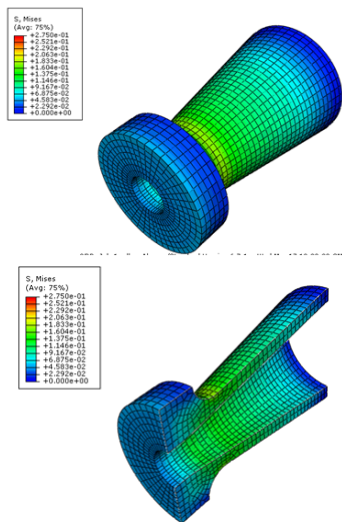 S, Mises
(Avg: 75%)
+2.750e-01
+2.521e-01
+2.292e-01
+2.063e-01
+1.833e-01
+1.604e-01
+1.375e-01
+1.146e-01
+9.167e-02
+6.875e-02
+4.583e-02
+2.292e-02
+0.000e+00
S, Mises
(Avg: 75%)
+2.750e-01
+2.521e-01
+2.292e-01
+2.063e-01
+1.833e-01
+1.604e-01
+1.375e-01
+1.146e-01
+9.167e-02
+6.875e-02
+4.583e-02
+2.292e-02
+0.000e+00